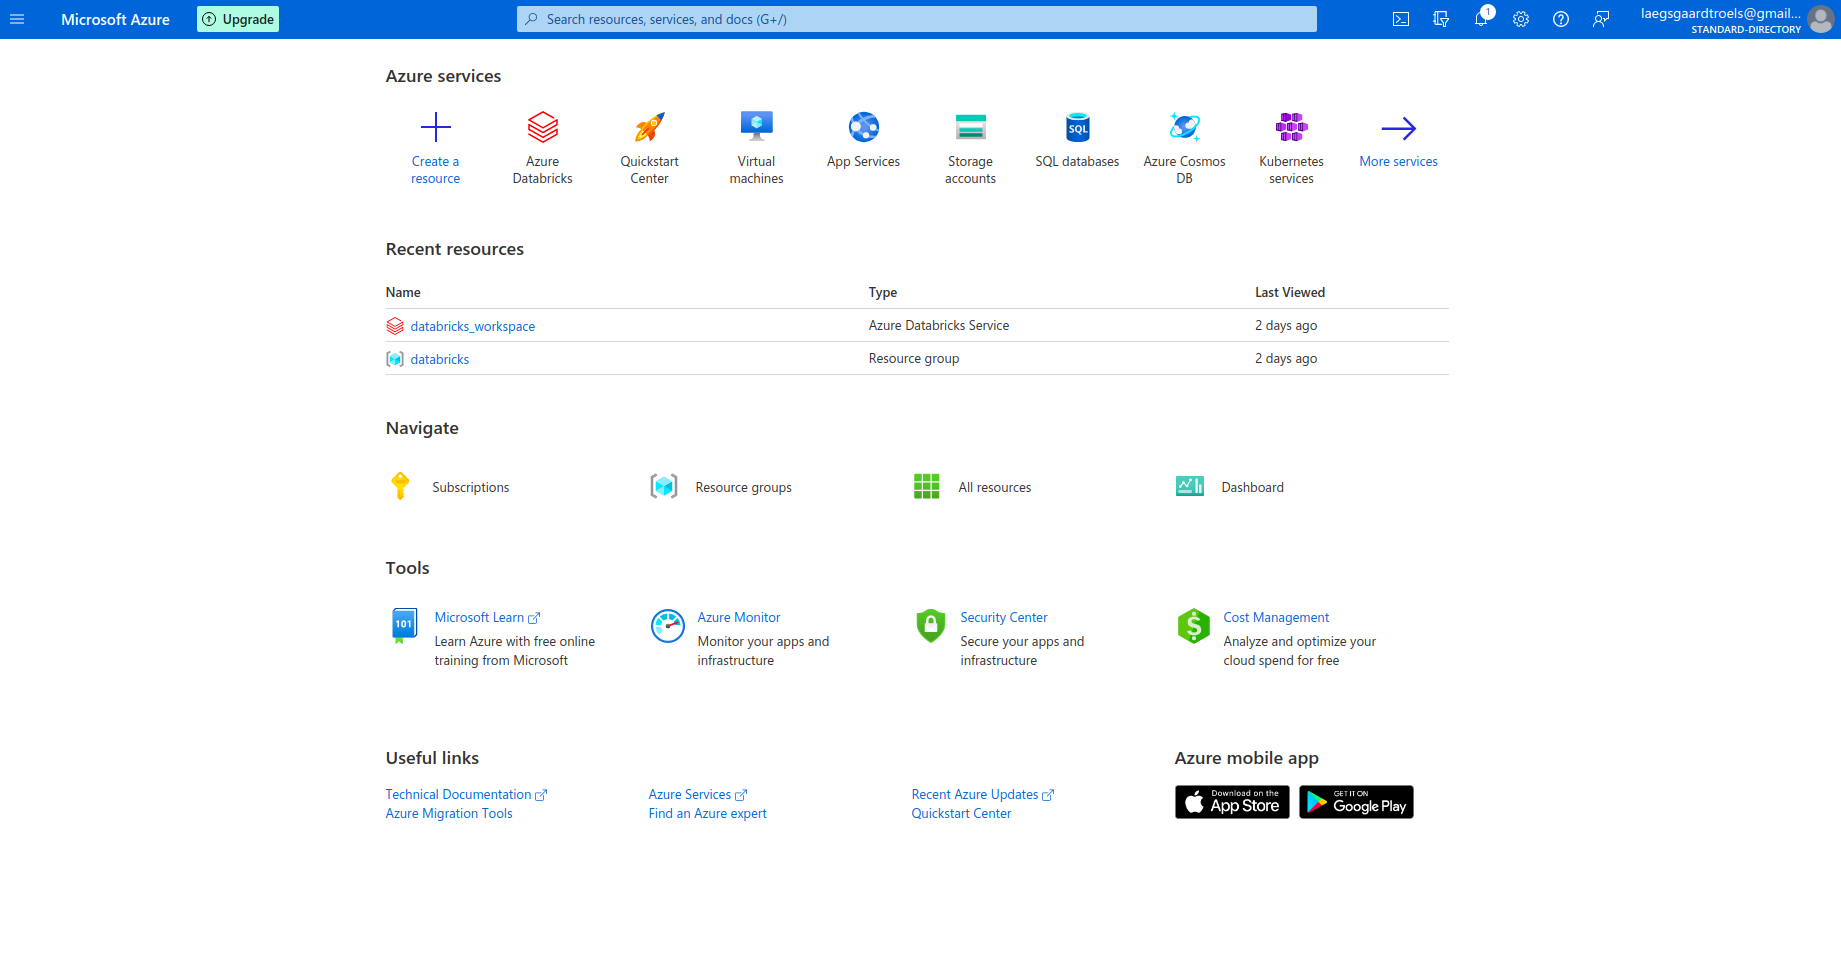 Microsoft Azure
Upgrade
Search resources, services, and docs (G+/)
1
laegsgaardtroels@gmail...
STANDARD-DIRECTORY
Azure services
Create a
resource
Azure
Databricks
Quickstart
Center
Virtual
machines
App Services
Storage
accounts
SQL
SQL databases
Azure Cosmos
DB
Kubernetes
services
More services
Recent resources
Name Type Last Viewed
databricks_workspace Azure Databricks Service 2 days ago
databricks Resource group 2 days ago
Navigate
Subscriptions
Resource groups
All resources
Dashboard
Tools
101
Microsoft Learn
Learn Azure with free online
training from Microsoft
Azure Monitor
Monitor your apps and
infrastructure
Security Center
Secure your apps and
infrastructure
$
Cost Management
Analyze and optimize your
cloud spend for free
Useful links
Technical Documentation
Azure Migration Tools
Azure Services
Find an Azure expert
Recent Azure Updates
Quickstart Center
Azure mobile app
Download on the
App Store
GET IT ON
Google Play